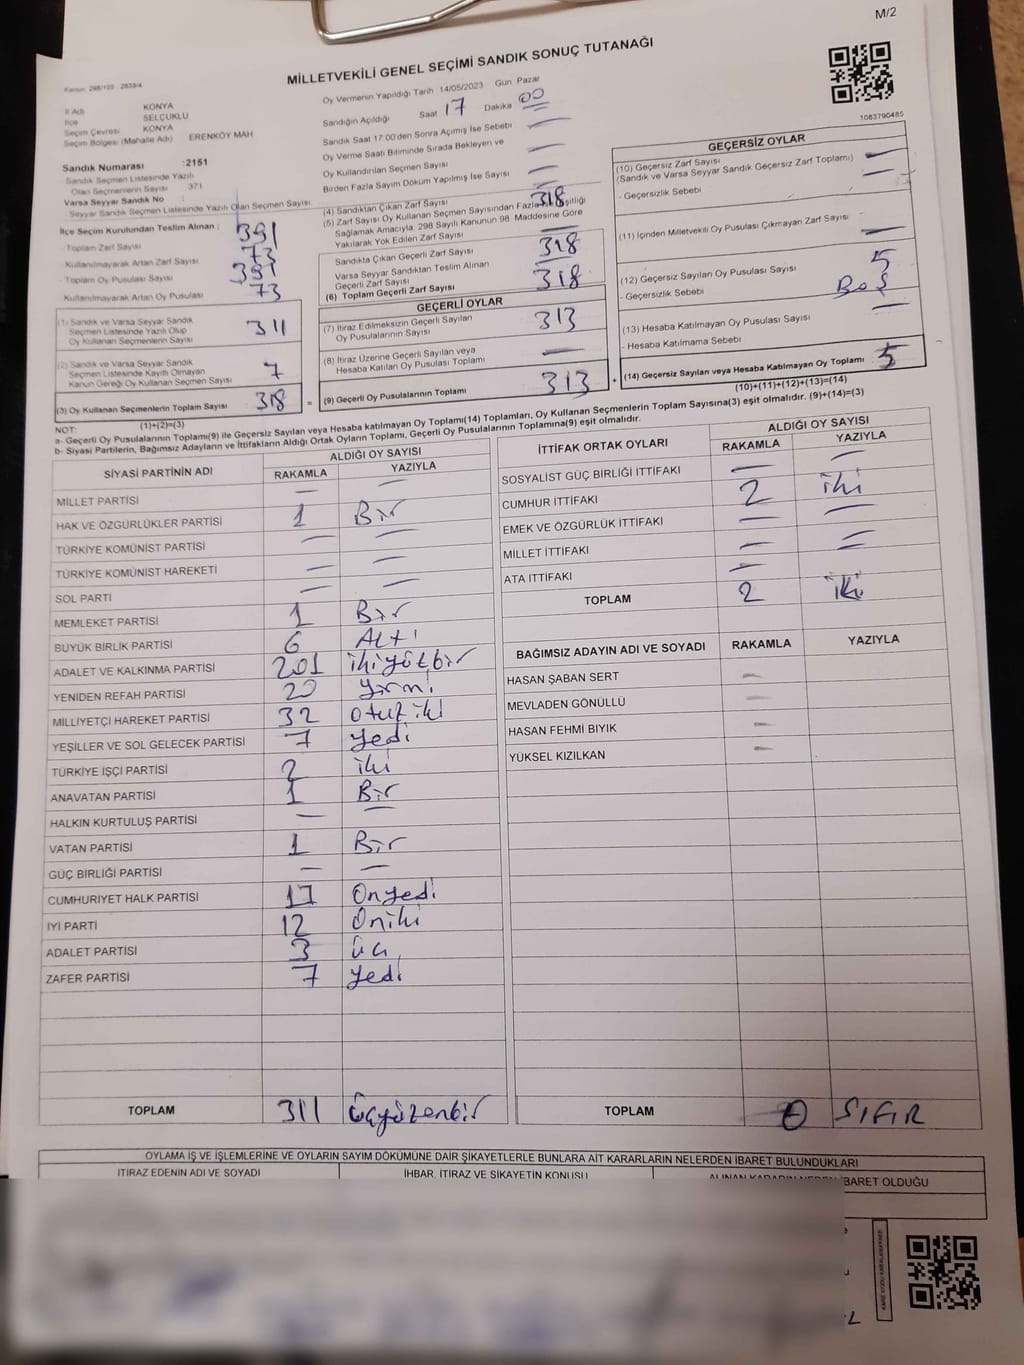 M/2
MİLLETVEKİLİ GENEL SEÇİMİ SANDIK SONUÇ TUTANAĞI
1083790485
İl Adı KONYA
İlçe SELÇUKLU
Seçim Çevresi KONYA
Seçim Bölgesi (Mahalle Adı) ERENKÖY MAH
Sandık Numarası :2151
Sandık Seçmen Listesinde Yazılı
Olan Seçmenlerin Sayısı 371
Varsa Seyyar Sandık No
- Seyyar Sandık Seçmen Listesinde Yazılı Olan Seçmen Sayısı
İlçe Seçim Kurulundan Teslim Alınan ;
- Toplam Zarf Sayısı 391
- Kullanılmayarak Artan Zarf Sayısı 73
- Toplam Oy Pusulası Sayısı 391
Kullanılmayarak Artan Oy Pusulası 73
(1) Sandık ve Varsa Seyyar Sandık
Seçmen Listesinde Yazılı Olup
Oy Kullanan Seçmenlerin Sayısı 311
(2) Sandık ve Varsa Seyyar Sandık
Seçmen Listesinde Kayıtlı Olmayan
Kanun Gereği Oy Kullanan Seçmen Sayısı 7
(3) Oy Kullanan Seçmenlerin Toplam Sayısı 318
(1)+(2)=(3)
Oy Vermenin Yapıldığı Tarih 14/05/2023 Gün Pazar
Sandığın Açıldığı Saat 17 Dakika 00
Sandık Saat 17:00'den Sonra Açılmış İse Sebebi —
Oy Verme Saati Bitiminde Sırada Bekleyen ve
Oy Kullandırılan Seçmen Sayısı —
Birden Fazla Sayım Döküm Yapılmış İse Sayısı —
(4) Sandıktan Çıkan Zarf Sayısı 318
(5) Zarf Sayısı Oy Kullanan Seçmen Sayısından Fazla İse Eşitliği
Sağlamak Amacıyla, 298 Sayılı Kanunun 98. Maddesine Göre
Yakılarak Yok Edilen Zarf Sayısı —
Sandıkta Çıkan Geçerli Zarf Sayısı 318
Varsa Seyyar Sandıktan Teslim Alınan
Geçerli Zarf Sayısı
(6) Toplam Geçerli Zarf Sayısı 318
GEÇERLİ OYLAR
(7) İtiraz Edilmeksizin Geçerli Sayılan
Oy Pusulalarının Sayısı 313
(8) İtiraz Üzerine Geçerli Sayılan veya
Hesaba Katılan Oy Pusulası Toplamı —
(9) Geçerli Oy Pusulalarının Toplamı 313
GEÇERSİZ OYLAR
(10) Geçersiz Zarf Sayısı
(Sandık ve Varsa Seyyar Sandık Geçersiz Zarf Toplamı) —
- Geçersizlik Sebebi —
(11) İçinden Milletvekili Oy Pusulası Çıkmayan Zarf Sayısı —
(12) Geçersiz Sayılan Oy Pusulası Sayısı 5
- Geçersizlik Sebebi Boş
(13) Hesaba Katılmayan Oy Pusulası Sayısı —
- Hesaba Katılmama Sebebi
(14) Geçersiz Sayılan veya Hesaba Katılmayan Oy Toplamı 5
(10)+(11)+(12)+(13)=(14)
NOT:
a- Geçerli Oy Pusulalarının Toplamı(9) ile Geçersiz Sayılan veya Hesaba katılmayan Oy Toplamı(14) Toplamları, Oy Kullanan Seçmenlerin Toplam Sayısına(3) eşit olmalıdır. (9)+(14)=(3)
b- Siyasi Partilerin, Bağımsız Adayların ve İttifakların Aldığı Ortak Oyların Toplamı, Geçerli Oy Pusulalarının Toplamına(9) eşit olmalıdır.
SİYASİ PARTİNİN ADI ALDIĞI OY SAYISI
RAKAMLA YAZIYLA
MİLLET PARTİSİ — —
HAK VE ÖZGÜRLÜKLER PARTİSİ 1 Bir
TÜRKİYE KOMÜNİST PARTİSİ — —
TÜRKİYE KOMÜNİST HAREKETİ — —
SOL PARTİ — —
MEMLEKET PARTİSİ 1 Bir
BÜYÜK BİRLİK PARTİSİ 6 Altı
ADALET VE KALKINMA PARTİSİ 201 ikiyüzbir
YENİDEN REFAH PARTİSİ 20 yirmi
MİLLİYETÇİ HAREKET PARTİSİ 32 otuz iki
YEŞİLLER VE SOL GELECEK PARTİSİ 7 yedi
TÜRKİYE İŞÇİ PARTİSİ 2 iki
ANAVATAN PARTİSİ 1 Bir
HALKIN KURTULUŞ PARTİSİ — —
VATAN PARTİSİ 1 Bir
GÜÇ BİRLİĞİ PARTİSİ — —
CUMHURİYET HALK PARTİSİ 17 Onyedi
İYİ PARTİ 12 Oniki
ADALET PARTİSİ 3 üç
ZAFER PARTİSİ 7 yedi
TOPLAM 311 üçyüzonbir
İTTİFAK ORTAK OYLARI ALDIĞI OY SAYISI
RAKAMLA YAZIYLA
SOSYALİST GÜÇ BİRLİĞİ İTTİFAKI — —
CUMHUR İTTİFAKI 2 iki
EMEK VE ÖZGÜRLÜK İTTİFAKI — —
MİLLET İTTİFAKI — —
ATA İTTİFAKI — —
TOPLAM 2 iki
BAĞIMSIZ ADAYIN ADI VE SOYADI RAKAMLA YAZIYLA
HASAN ŞABAN SERT —
MEVLADEN GÖNÜLLÜ —
HASAN FEHMİ BIYIK —
YÜKSEL KIZILKAN —
TOPLAM 0 SIFIR
OYLAMA İŞ VE İŞLEMLERİNE VE OYLARIN SAYIM DÖKÜMÜNE DAİR ŞİKAYETLERLE BUNLARA AİT KARARLARIN NELERDEN İBARET BULUNDUKLARI
İTİRAZ EDENİN ADI VE SOYADI İHBAR, İTİRAZ VE ŞİKAYETİN KONUSU ALINAN KARARIN NEDEN İBARET OLDUĞU